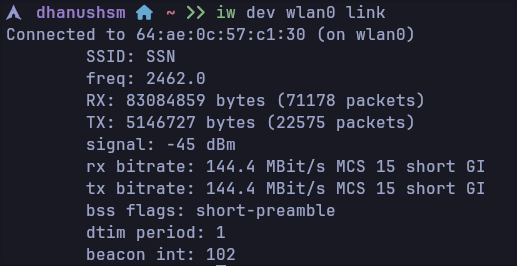 dhanushsm ~ >> iw dev wlan0 link
Connected to 64:ae:0c:57:c1:30 (on wlan0)
SSID: SSN
freq: 2462.0
RX: 83084859 bytes (71178 packets)
TX: 5146727 bytes (22575 packets)
signal: -45 dBm
rx bitrate: 144.4 MBit/s MCS 15 short GI
tx bitrate: 144.4 MBit/s MCS 15 short GI
bss flags: short-preamble
dtim period: 1
beacon int: 102